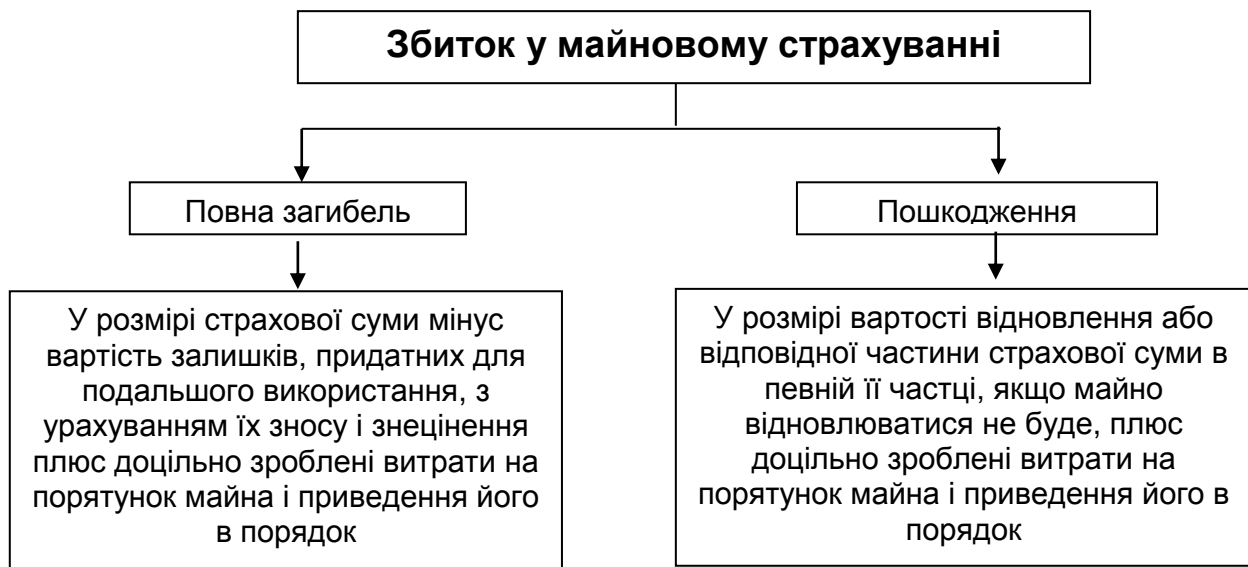 Збиток у майновому страхуванні
Повна загибель
Пошкодження
У розмірі страхової суми мінус
вартість залишків, придатних для
подальшого використання, з
урахуванням їх зносу і знецінення
плюс доцільно зроблені витрати на
порятунок майна і приведення його
в порядок
У розмірі вартості відновлення або
відповідної частини страхової суми в
певній її частці, якщо майно
відновлюватися не буде, плюс
доцільно зроблені витрати на
порятунок майна і приведення його в
порядок